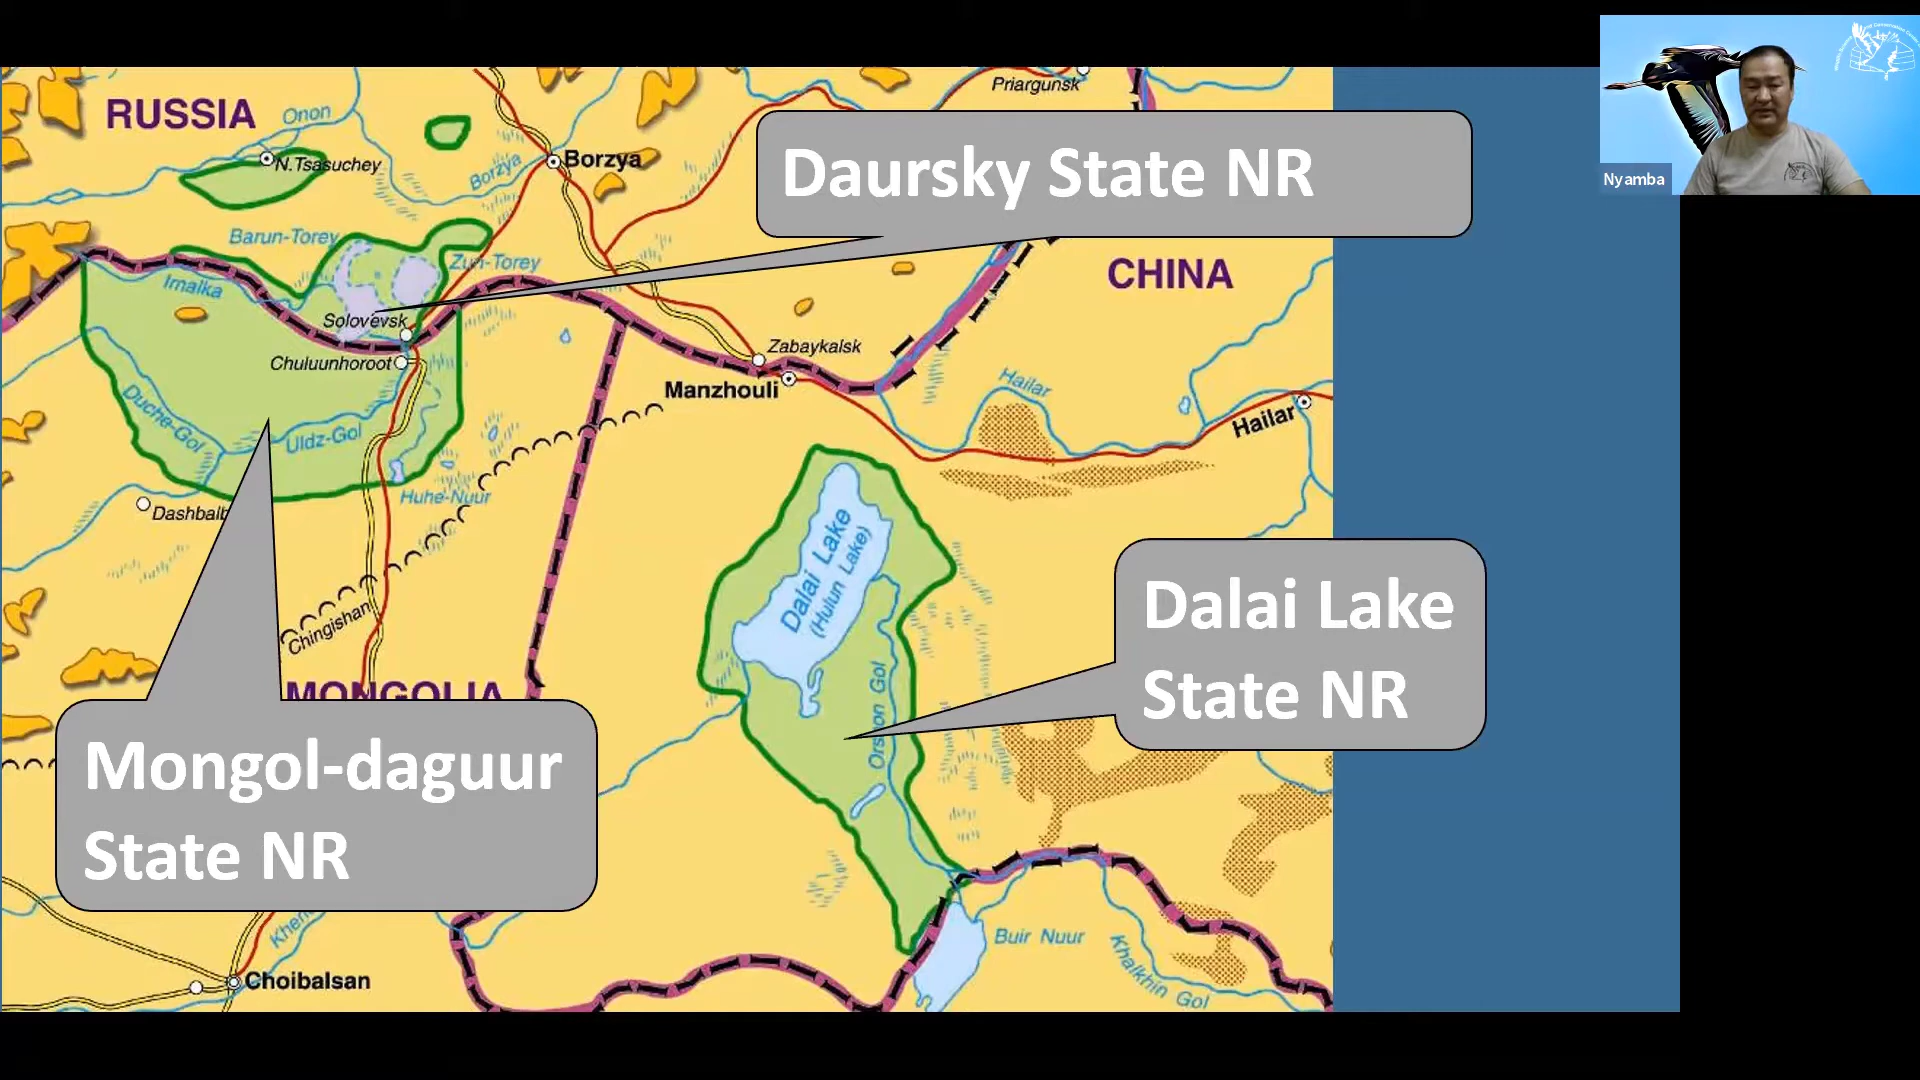 Priargunsk
RUSSIA
Onon
Borzya
N.Tsasuchey
Borzya
Daursky State NR
Nyamba
Barun-Torey
Zun-Torey
CHINA
Imalka
Solovevsk
Chuluunhoroot
Zabaykalsk
Manzhouli
Hailar
Hailar
Duche-Gol
Uldz-Gol
Huhe-Nuur
Dashbalb
Dalai Lake
(Hulun Lake)
Dalai Lake
State NR
Chingishan
MONGOLIA
Orshon Gol
Mongol-daguur
State NR
Buir Nuur
Khalkhin Gol
Choibalsan